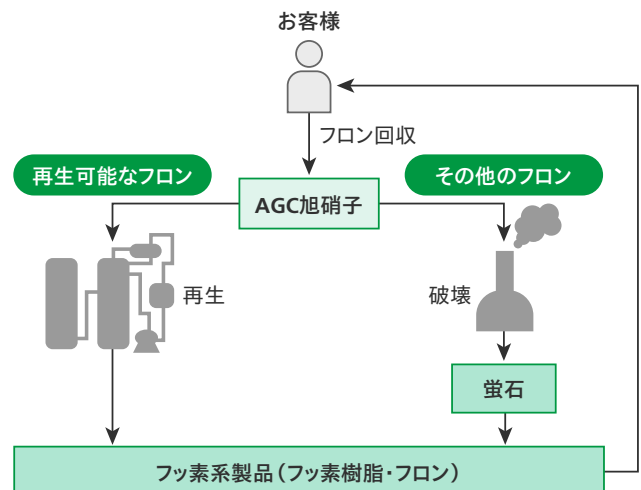 お客様
フロン回収
再生可能なフロン
その他のフロン
AGC旭硝子
再生
破壊
蛍石
フッ素系製品（フッ素樹脂・フロン）